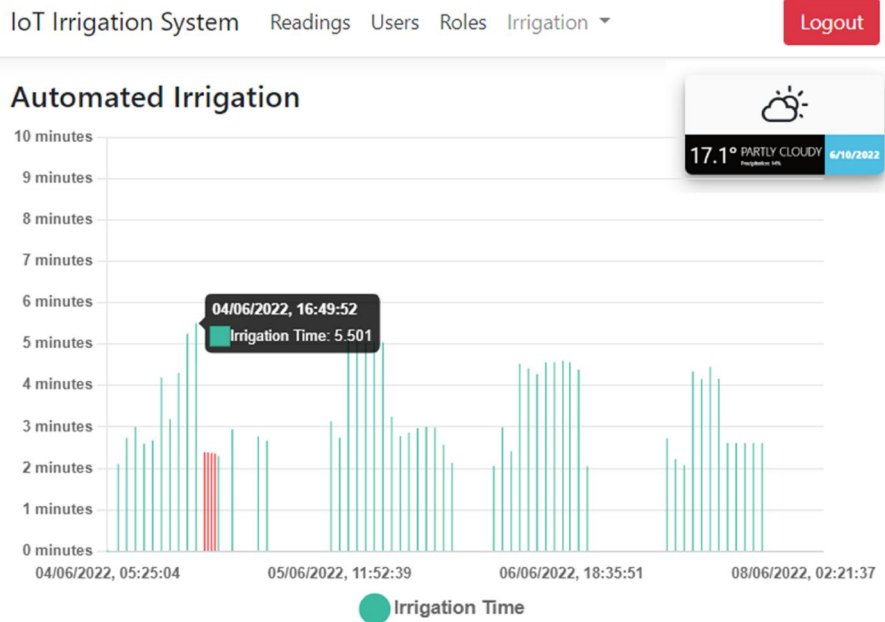 IoT Irrigation System Readings Users Roles Irrigation Logout
Automated Irrigation
17.1° PARTLY CLOUDY 6/10/2022
Precipitation: 14%
10 minutes
9 minutes
8 minutes
7 minutes
6 minutes
5 minutes
4 minutes
3 minutes
2 minutes
1 minutes
0 minutes
04/06/2022, 16:49:52
Irrigation Time: 5.501
04/06/2022, 05:25:04 05/06/2022, 11:52:39 06/06/2022, 18:35:51 08/06/2022, 02:21:37
Irrigation Time